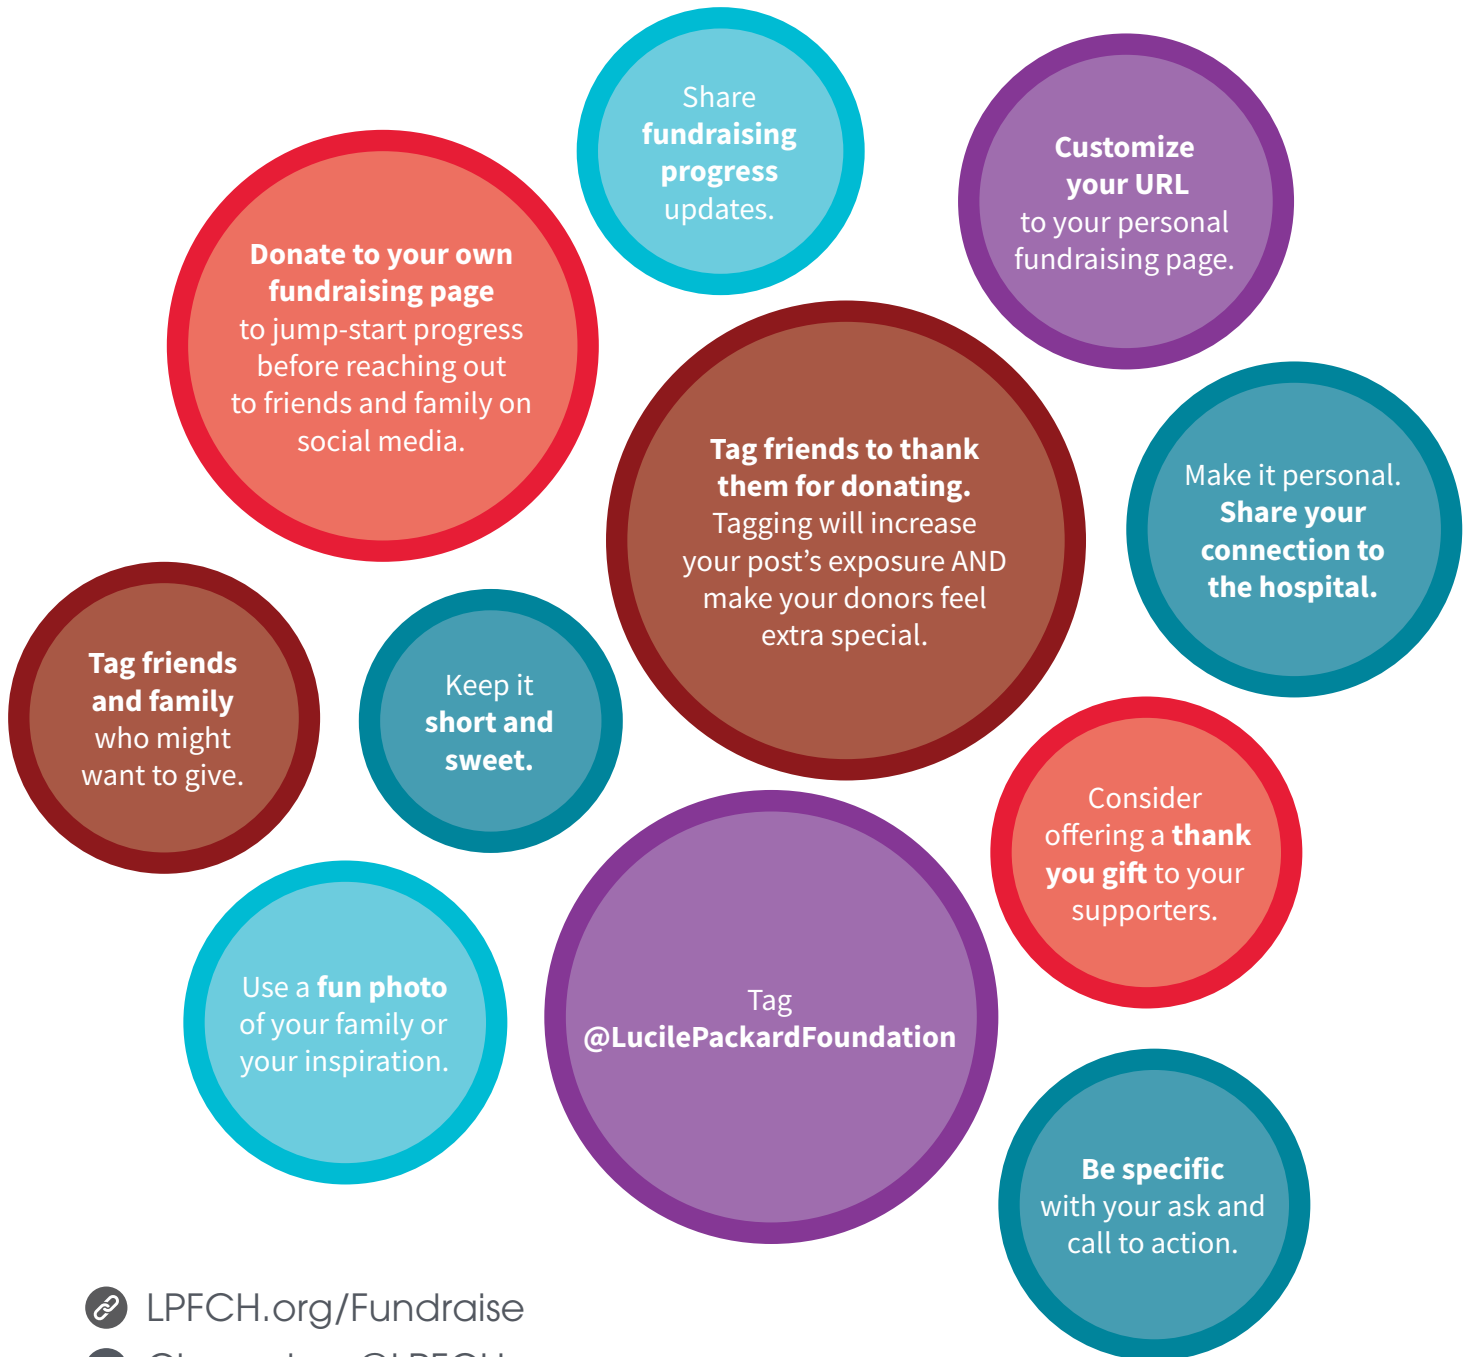 Share
fundraising
progress
updates.
Customize
your URL
to your personal
fundraising page.
Donate to your own
fundraising page
to jump-start progress
before reaching out
to friends and family on
social media.
Tag friends to thank
them for donating.
Tagging will increase
your post's exposure AND
make your donors feel
extra special.
Make it personal.
Share your
connection to
the hospital.
Tag friends
and family
who might
want to give.
Keep it
short and
sweet.
Consider
offering a thank
you gift to your
supporters.
Use a fun photo
of your family or
your inspiration.
Tag
@LucilePackardFoundation
Be specific
with your ask and
call to action.
LPFCH.org/Fundraise